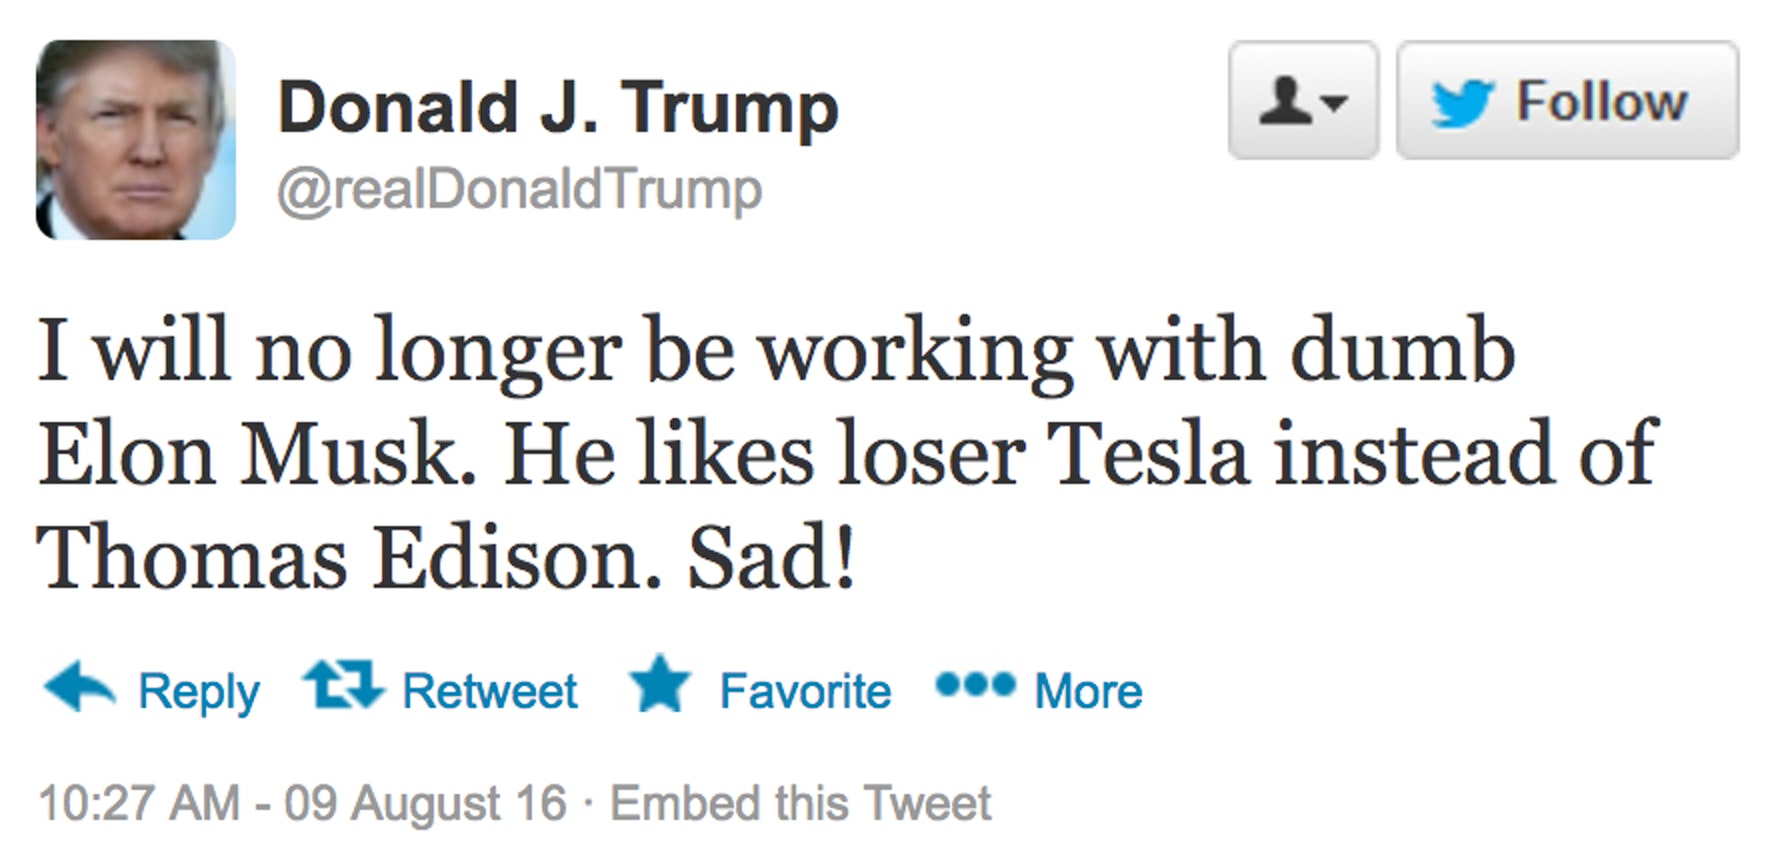 Donald J. Trump
@realDonaldTrump
Follow
I will no longer be working with dumb
Elon Musk. He likes loser Tesla instead of
Thomas Edison. Sad!
Reply Retweet Favorite More
10:27 AM - 09 August 16 · Embed this Tweet